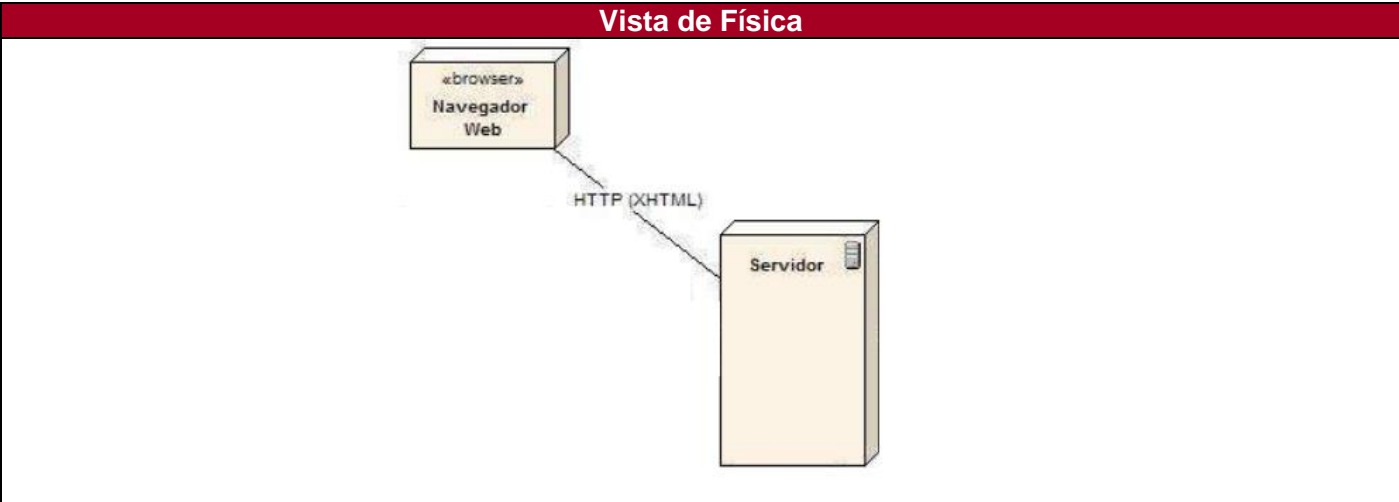 Vista de Física
«browser»
Navegador
Web
HTTP (XHTML)
Servidor